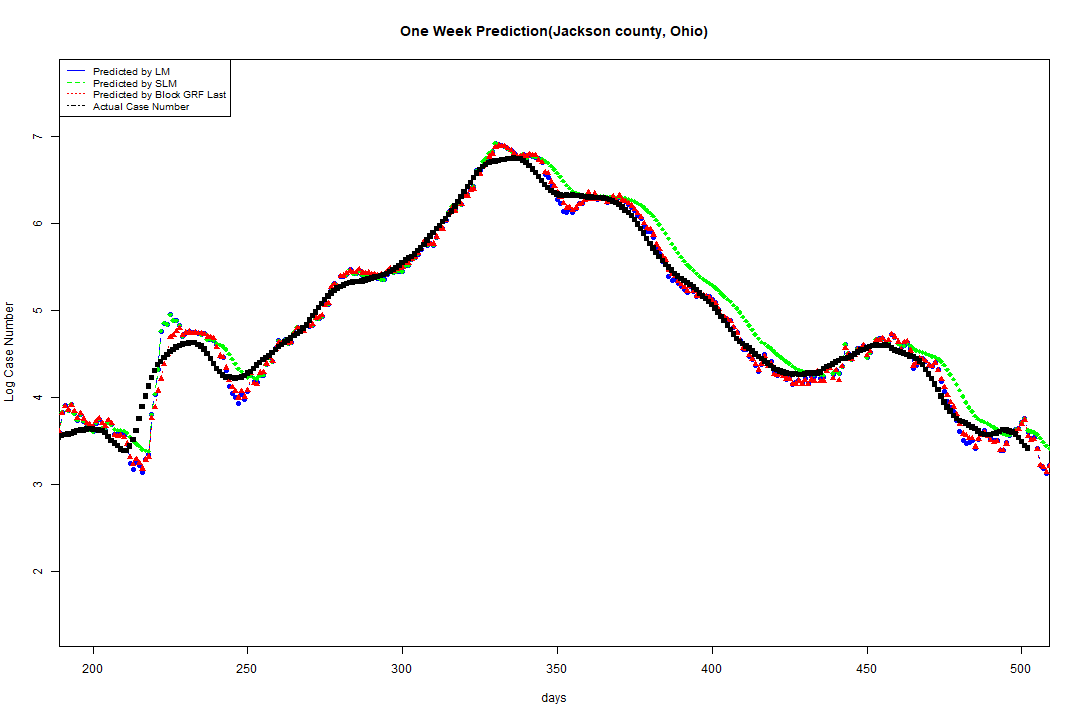 One Week Prediction(Jackson county, Ohio)
Predicted by LM
Predicted by SLM
Predicted by Block GRF Last
Actual Case Number
7
6
5
4
3
2
Log Case Number
200 250 300 350 400 450 500
days